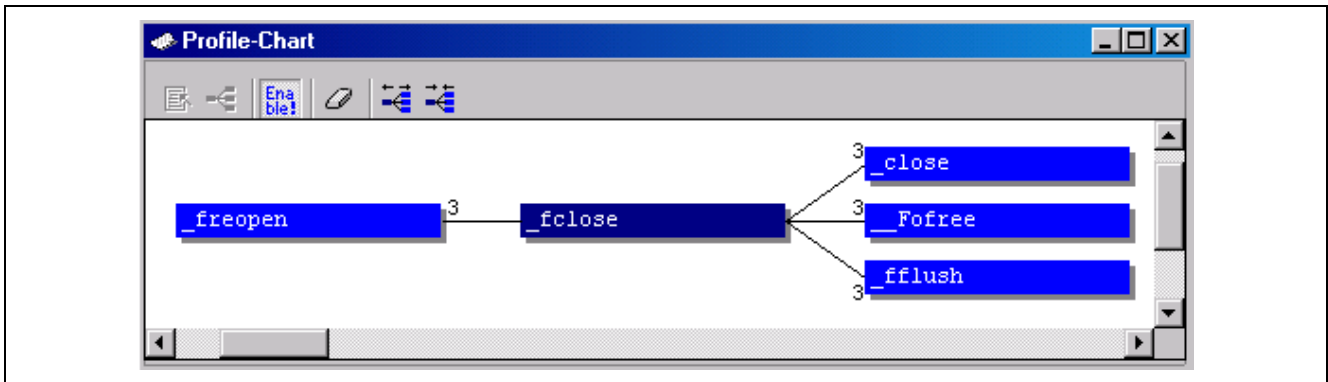 Profile-Chart
Ena
ble!
3
_close
_freopen
3
_fclose
3
__Fofree
_fflush
3